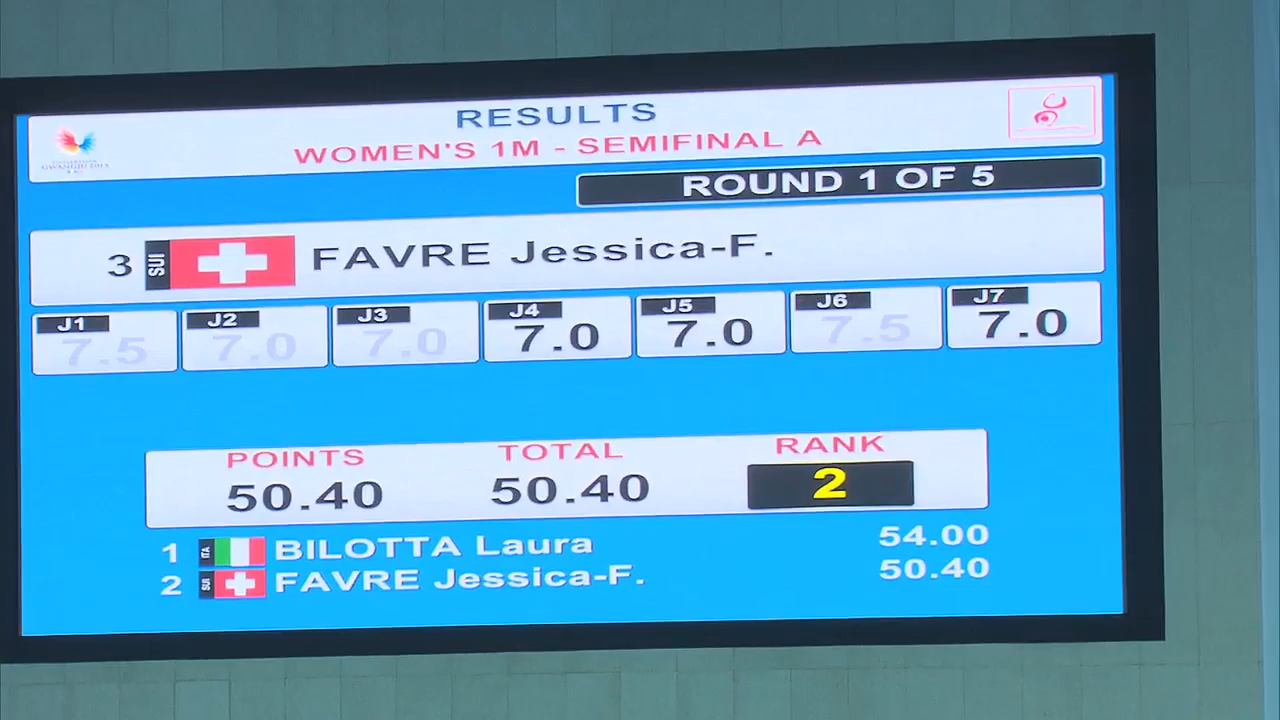 RESULTS
WOMEN'S 1M - SEMIFINAL A
GWANGJU 2015
ROUND 1 OF 5
3 SUI FAVRE Jessica-F.
J1 J2 J3 J4 J5 J6 J7
7.5 7.0 7.0 7.0 7.0 7.5 7.0
POINTS TOTAL RANK
50.40 50.40 2
1 ITA BILOTTA Laura 54.00
2 SUI FAVRE Jessica-F. 50.40